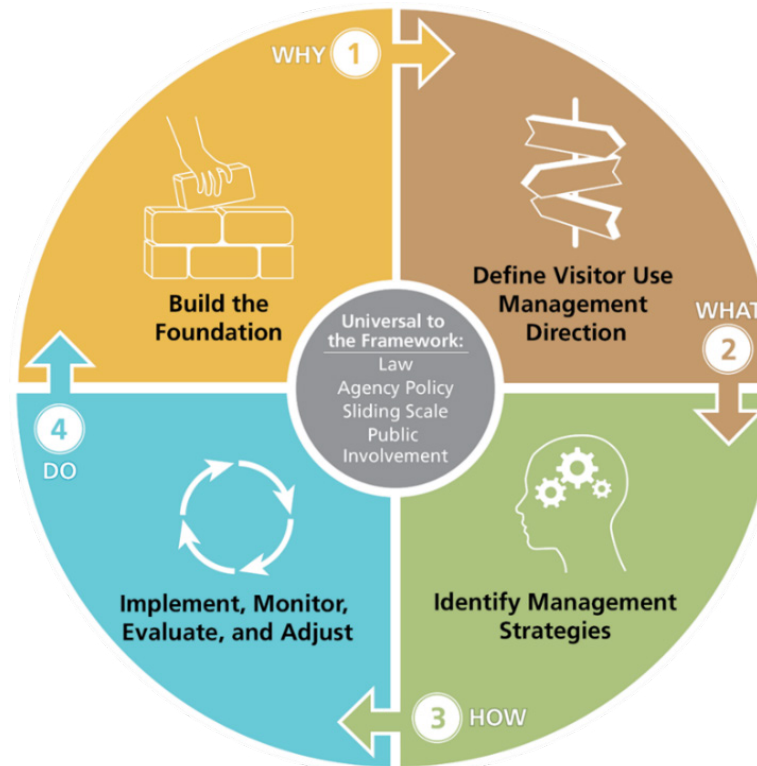 WHY 1
Build the
Foundation
Define Visitor Use
Management
Direction
WHAT
2
Universal to
the Framework:
Law
Agency Policy
Sliding Scale
Public
Involvement
Identify Management
Strategies
3 HOW
Implement, Monitor,
Evaluate, and Adjust
4
DO